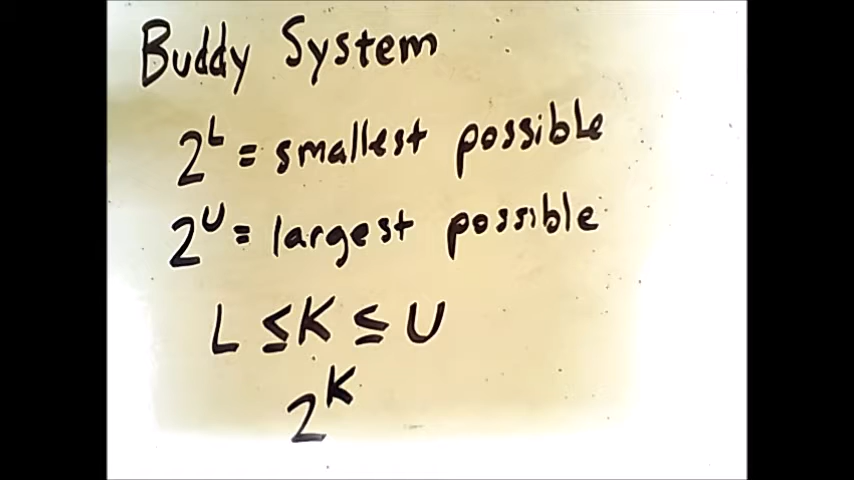 Buddy System
2^L = smallest possible
2^U = largest possible
L ≤ K ≤ U
2^K